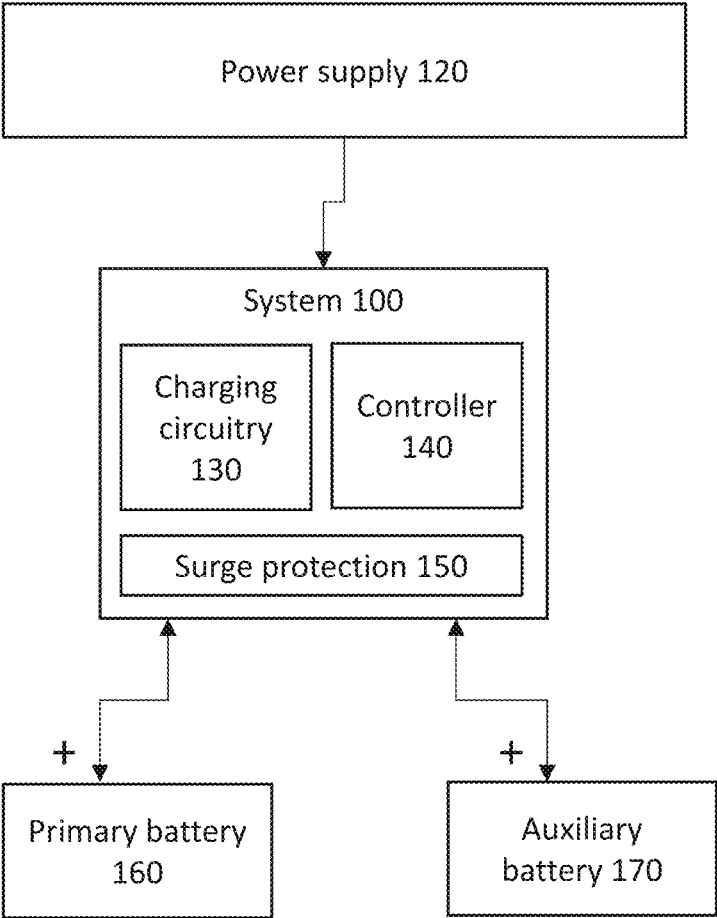 Power supply 120
System 100
Charging
circuitry
130
Controller
140
Surge protection 150
+
+
Primary battery
160
Auxiliary
battery 170